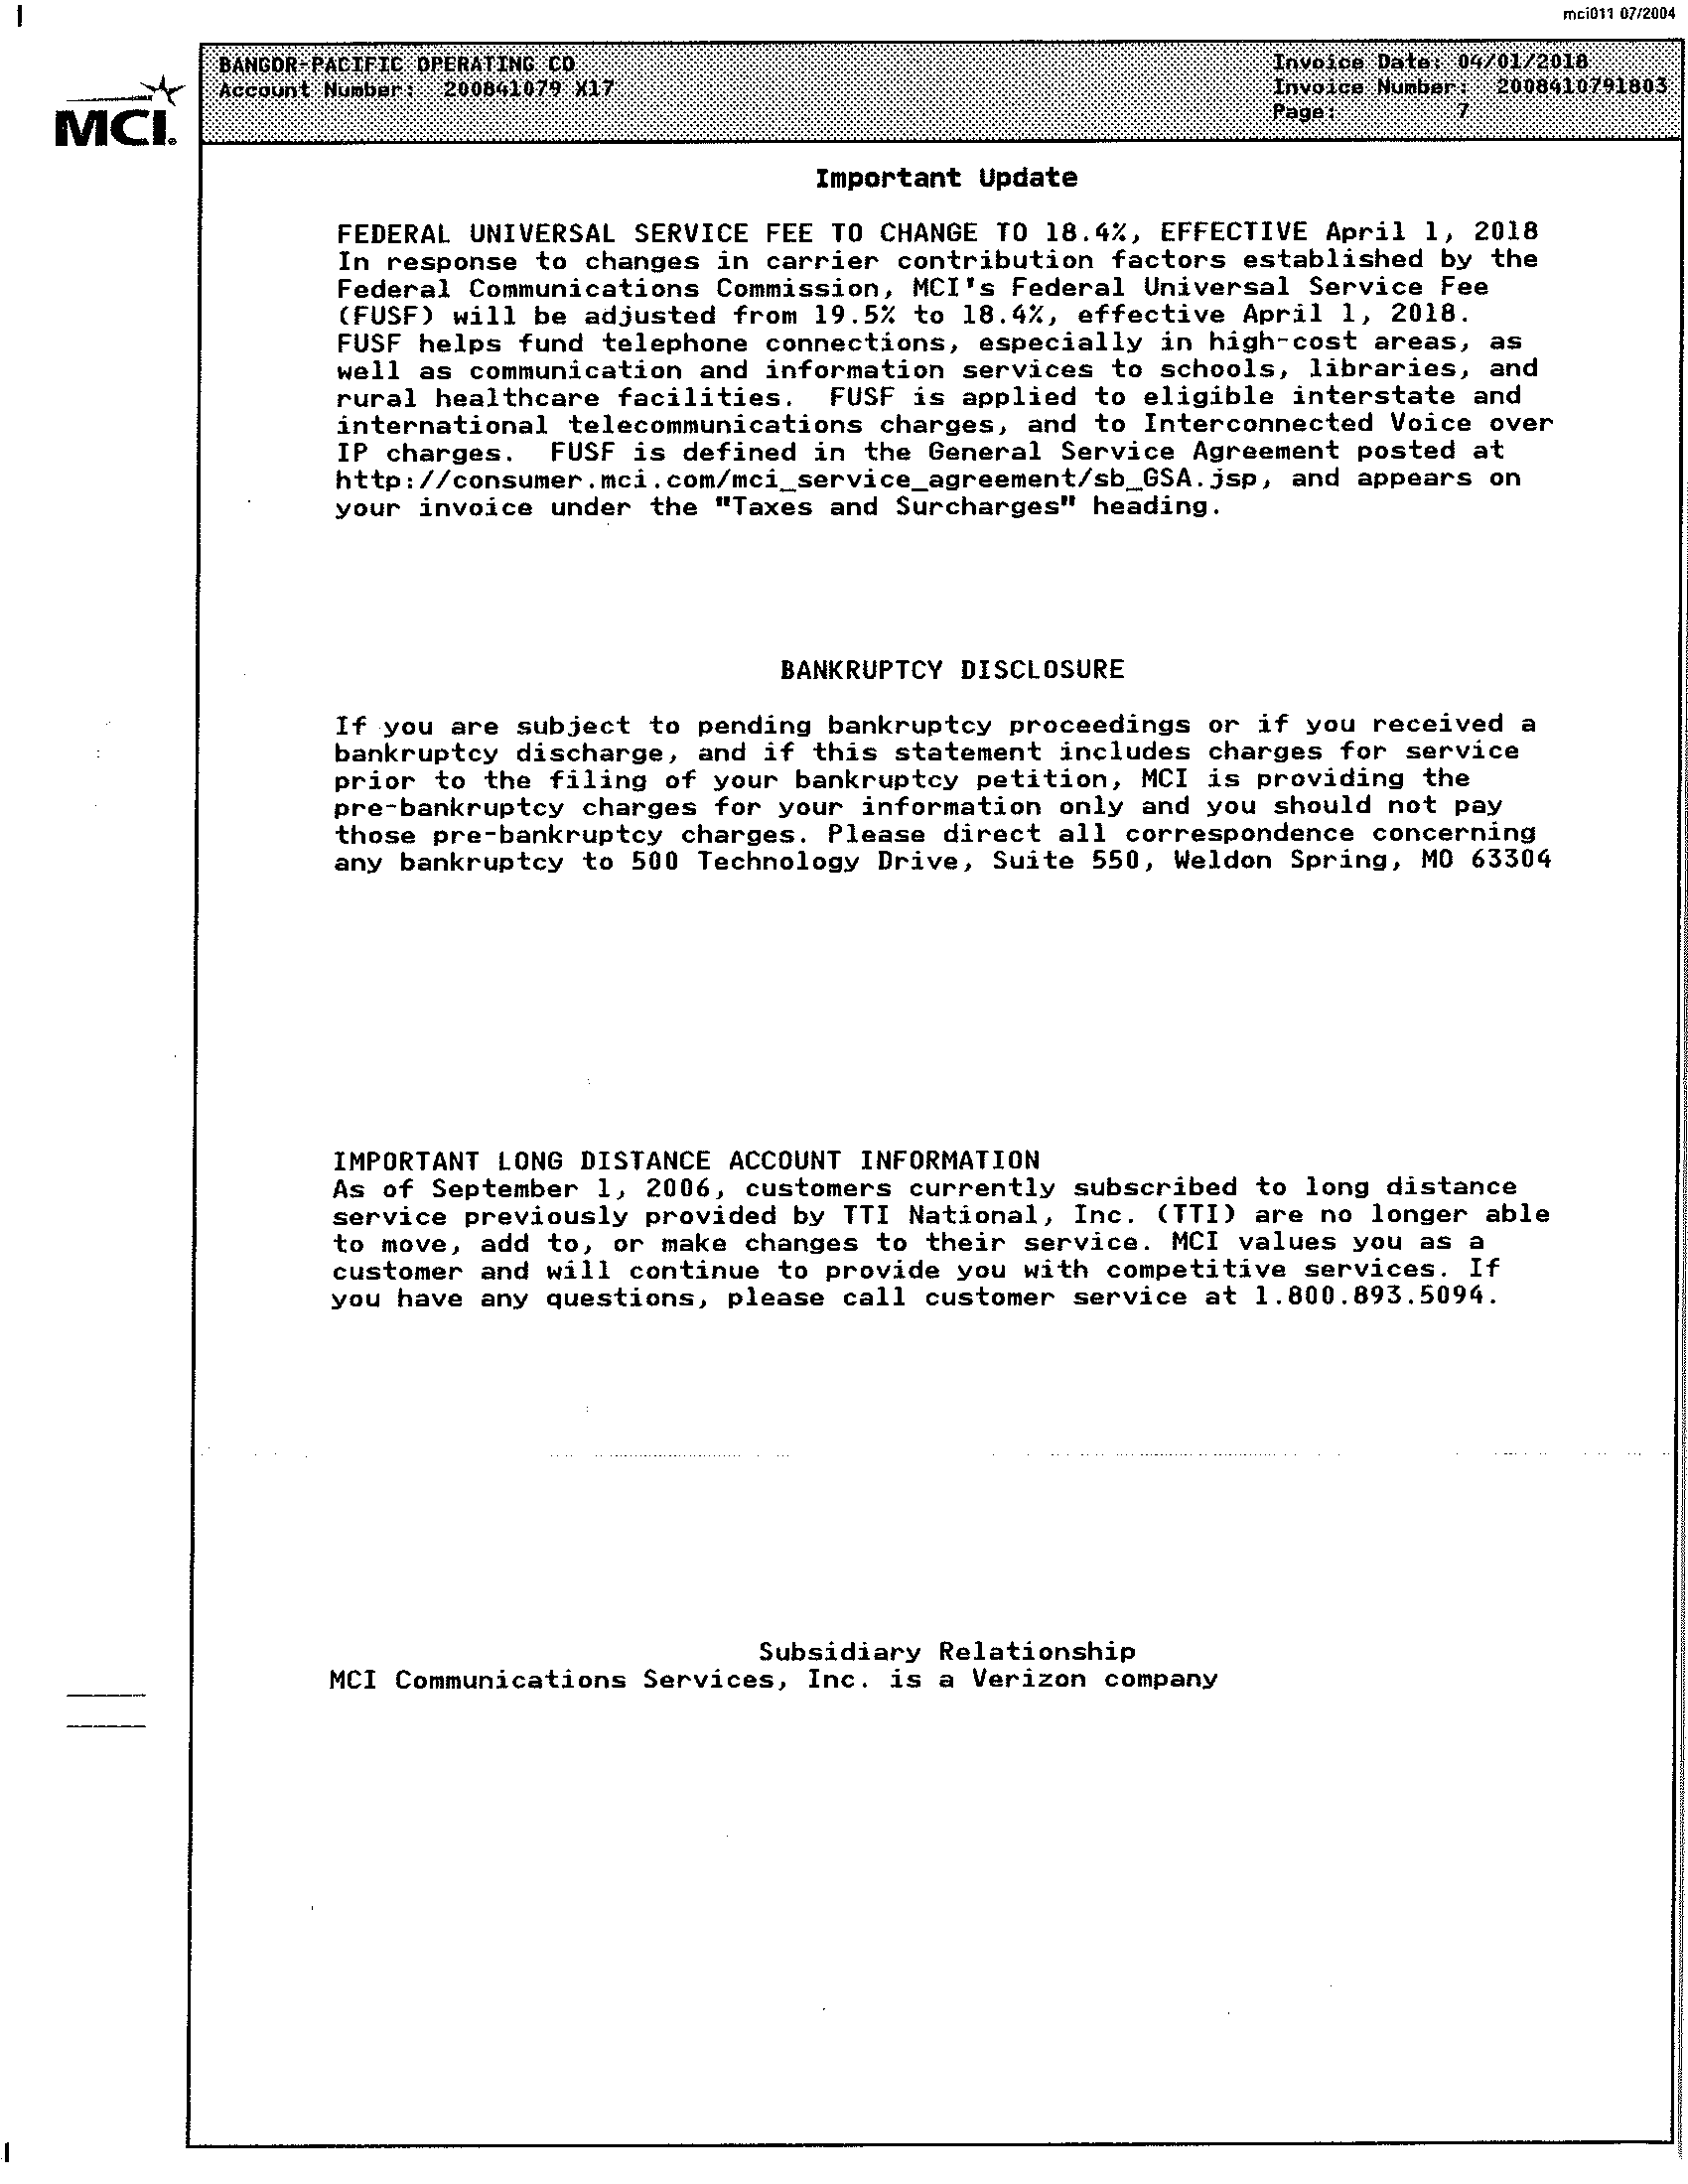 mci011 07/2004
BANGOR-PACIFIC OPERATING CO
Account Number: 200841079 X17
Invoice Date: 04/01/2018
Invoice Number: 2008410791803
Page: 7
MCI.
Important Update
FEDERAL UNIVERSAL SERVICE FEE TO CHANGE TO 18.4%, EFFECTIVE April 1, 2018
In response to changes in carrier contribution factors established by the
Federal Communications Commission, MCI's Federal Universal Service Fee
(FUSF) will be adjusted from 19.5% to 18.4%, effective April 1, 2018.
FUSF helps fund telephone connections, especially in high-cost areas, as
well as communication and information services to schools, libraries, and
rural healthcare facilities.  FUSF is applied to eligible interstate and
international telecommunications charges, and to Interconnected Voice over
IP charges.  FUSF is defined in the General Service Agreement posted at
http://consumer.mci.com/mci_service_agreement/sb_GSA.jsp, and appears on
your invoice under the "Taxes and Surcharges" heading.
BANKRUPTCY DISCLOSURE
If you are subject to pending bankruptcy proceedings or if you received a
bankruptcy discharge, and if this statement includes charges for service
prior to the filing of your bankruptcy petition, MCI is providing the
pre-bankruptcy charges for your information only and you should not pay
those pre-bankruptcy charges. Please direct all correspondence concerning
any bankruptcy to 500 Technology Drive, Suite 550, Weldon Spring, MO 63304
IMPORTANT LONG DISTANCE ACCOUNT INFORMATION
As of September 1, 2006, customers currently subscribed to long distance
service previously provided by TTI National, Inc. (TTI) are no longer able
to move, add to, or make changes to their service. MCI values you as a
customer and will continue to provide you with competitive services. If
you have any questions, please call customer service at 1.800.893.5094.
Subsidiary Relationship
MCI Communications Services, Inc. is a Verizon company